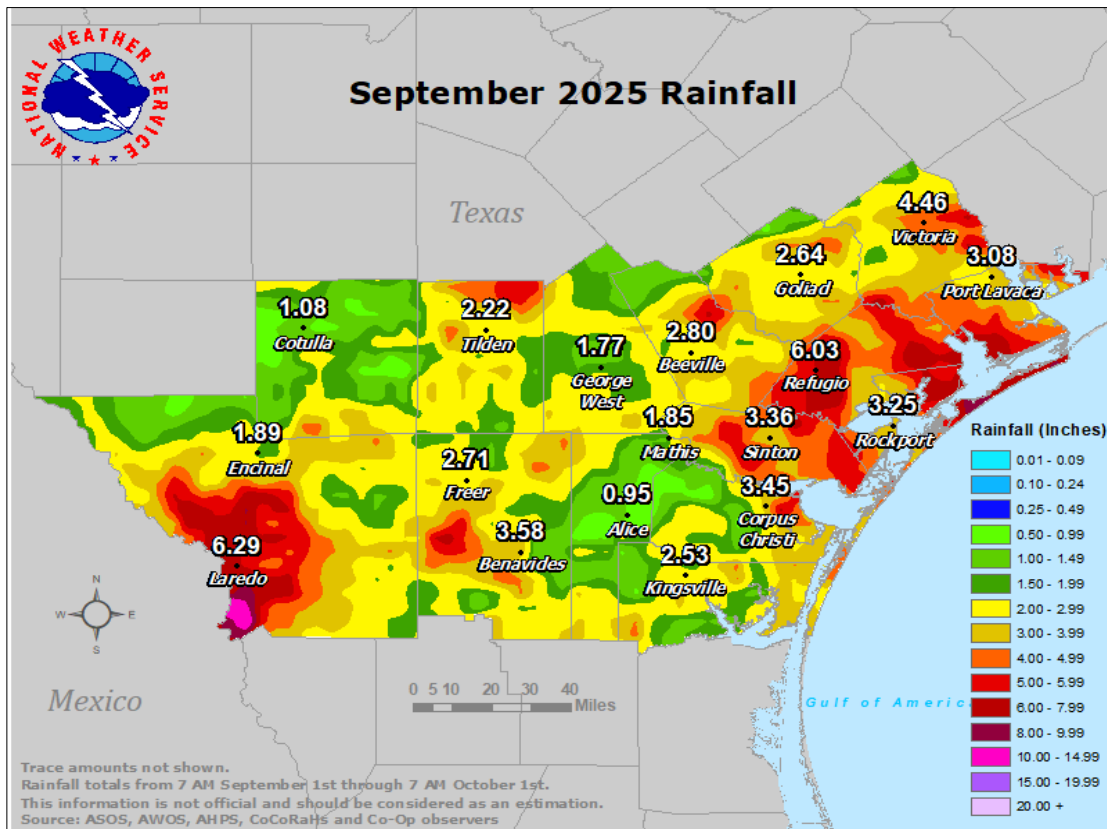 NATIONAL WEATHER SERVICE
September 2025 Rainfall
Texas
4.46
Victoria
2.64
Goliad
3.08
Port Lavaca
1.08
Cotulla
2.22
Tilden
1.77
George
West
2.80
Beeville
6.03
Refugio
3.25
Rockport
1.89
Encinal
1.85
Mathis
3.36
Sinton
2.71
Freer
0.95
Alice
3.45
Corpus
Christi
6.29
Laredo
3.58
Benavides
2.53
Kingsville
Rainfall (Inches)
0.01 - 0.09
0.10 - 0.24
0.25 - 0.49
0.50 - 0.99
1.00 - 1.49
1.50 - 1.99
2.00 - 2.99
3.00 - 3.99
4.00 - 4.99
5.00 - 5.99
6.00 - 7.99
8.00 - 9.99
10.00 - 14.99
15.00 - 19.99
20.00 +
N
W
E
S
Mexico
0 5 10 20 30 40
Miles
Gulf of Americ
Trace amounts not shown.
Rainfall totals from 7 AM September 1st through 7 AM October 1st.
This information is not official and should be considered as an estimation.
Source: ASOS, AWOS, AHPS, CoCoRaHs and Co-Op observers